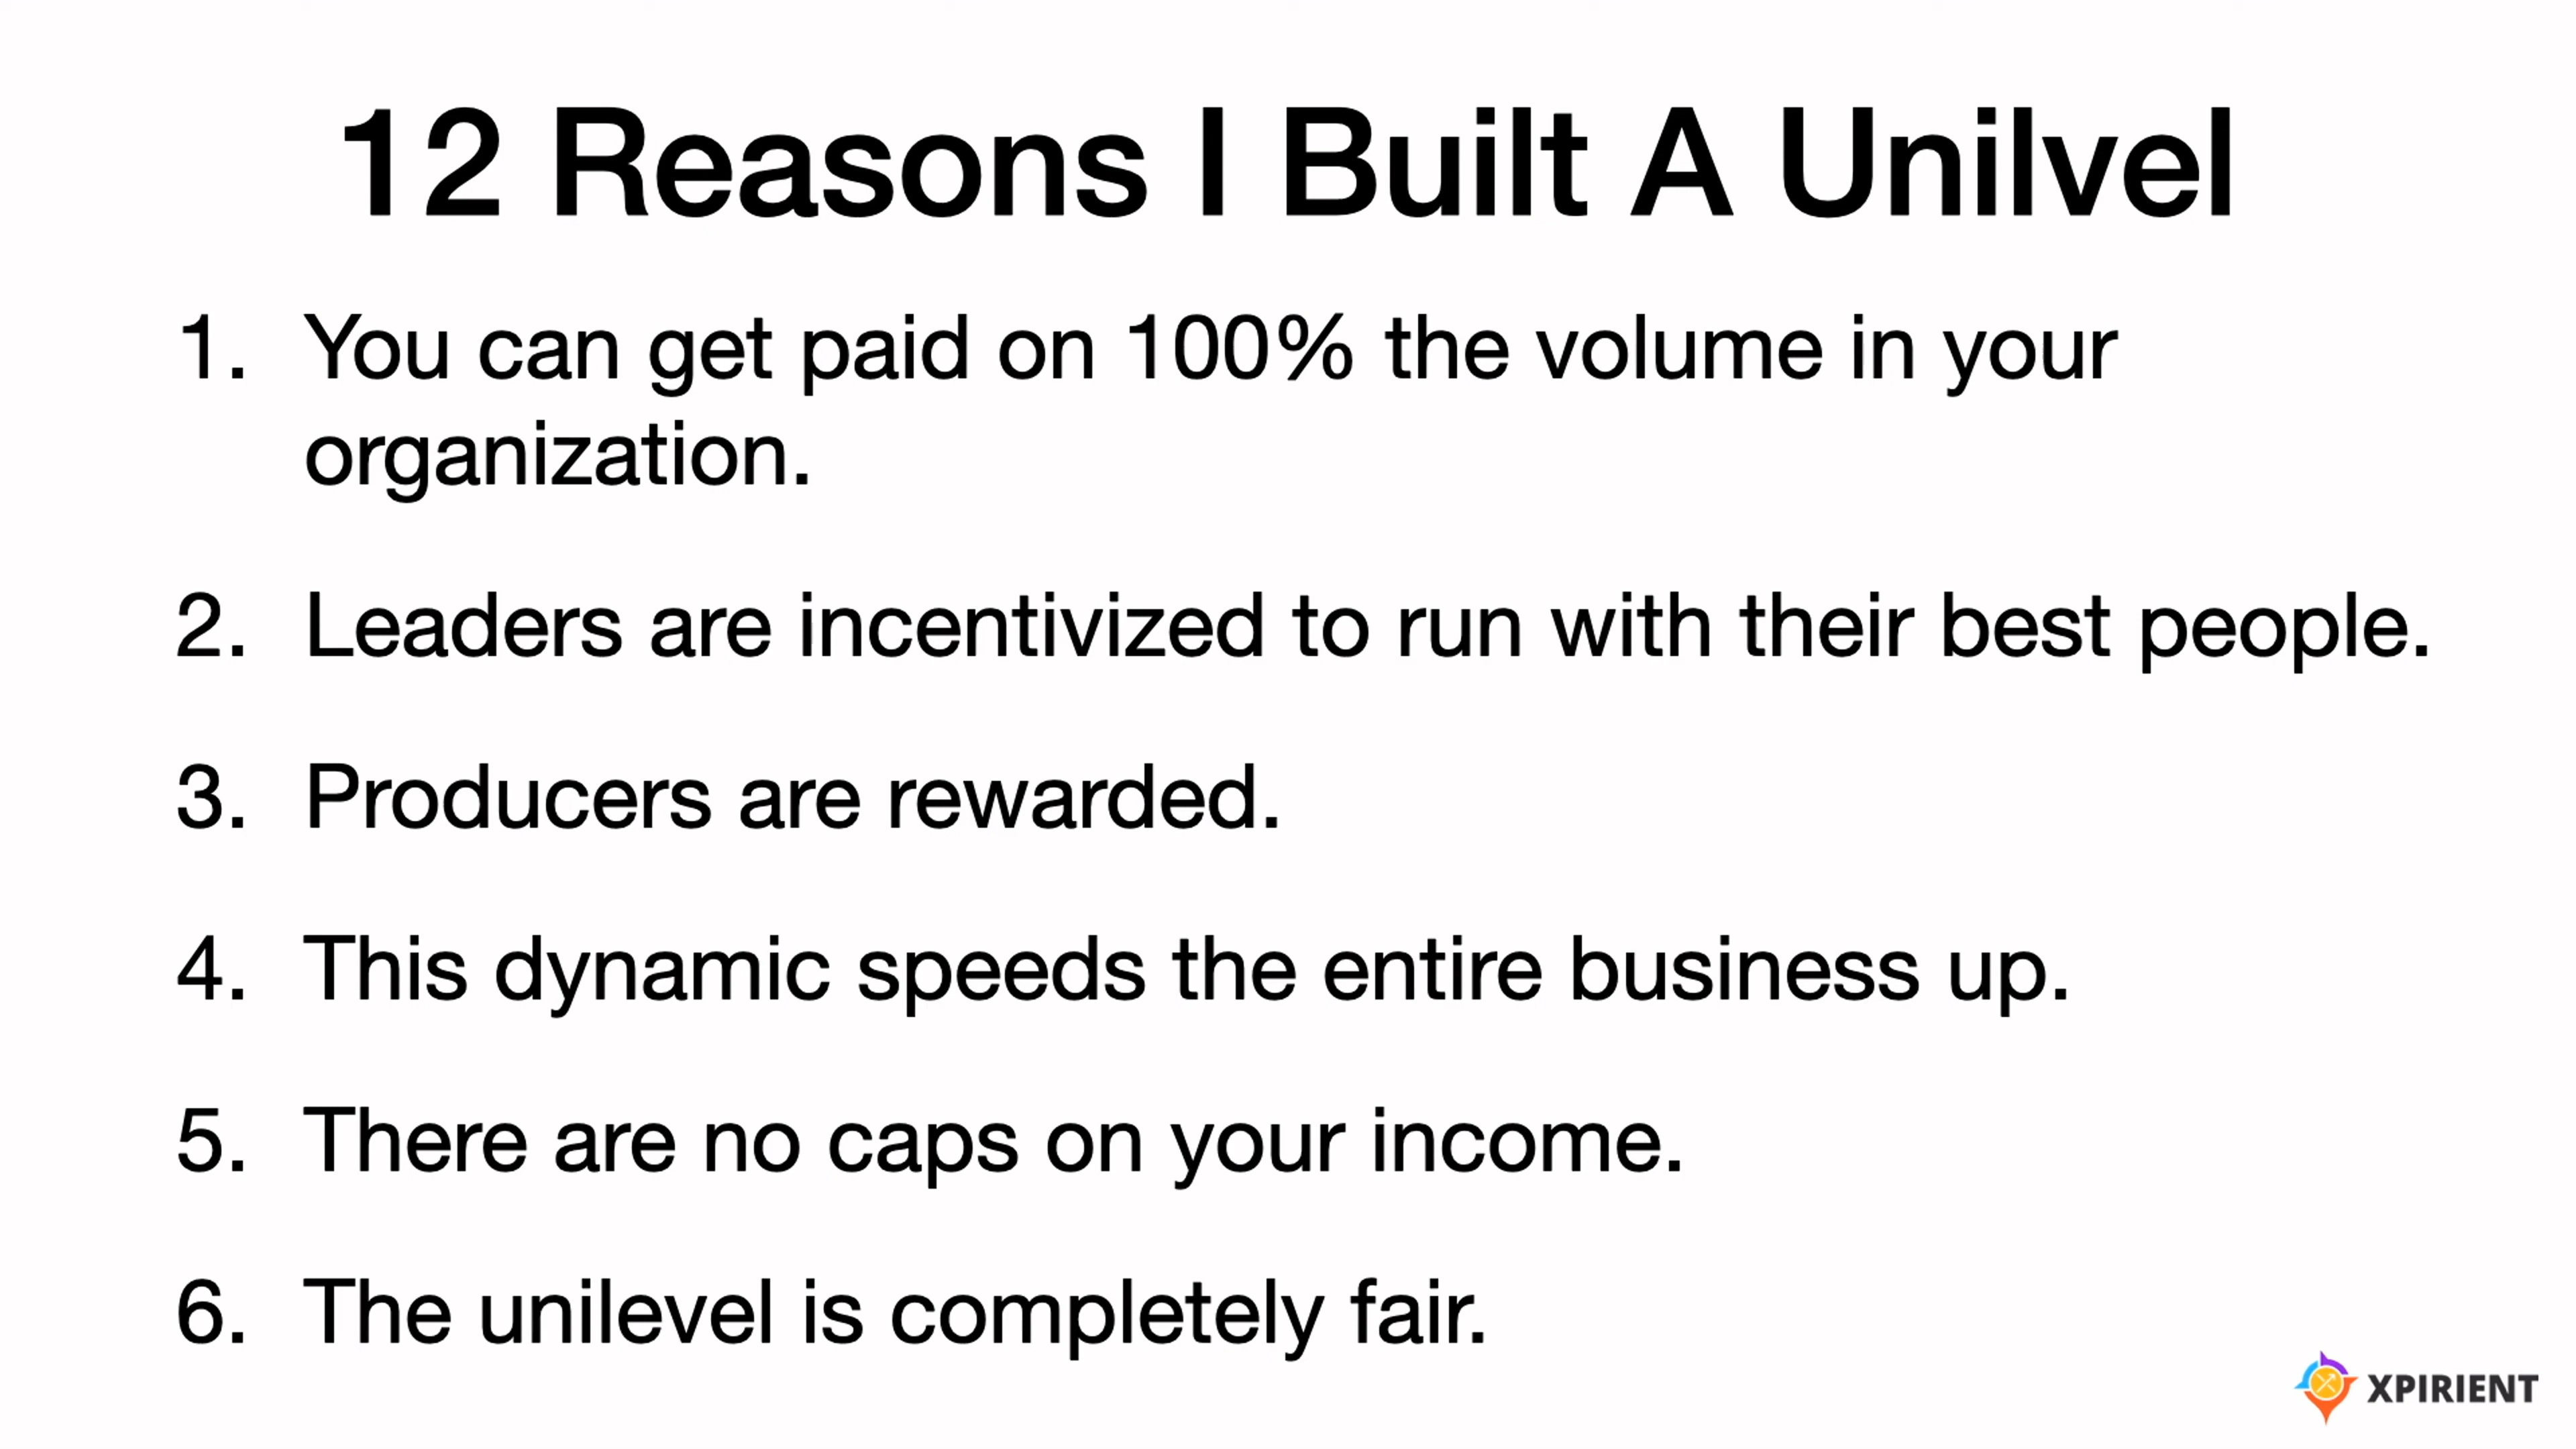 12 Reasons I Built A Unilvel
1. You can get paid on 100% the volume in your
organization.
2. Leaders are incentivized to run with their best people.
3. Producers are rewarded.
4. This dynamic speeds the entire business up.
5. There are no caps on your income.
6. The unilevel is completely fair.
XPIRIENT